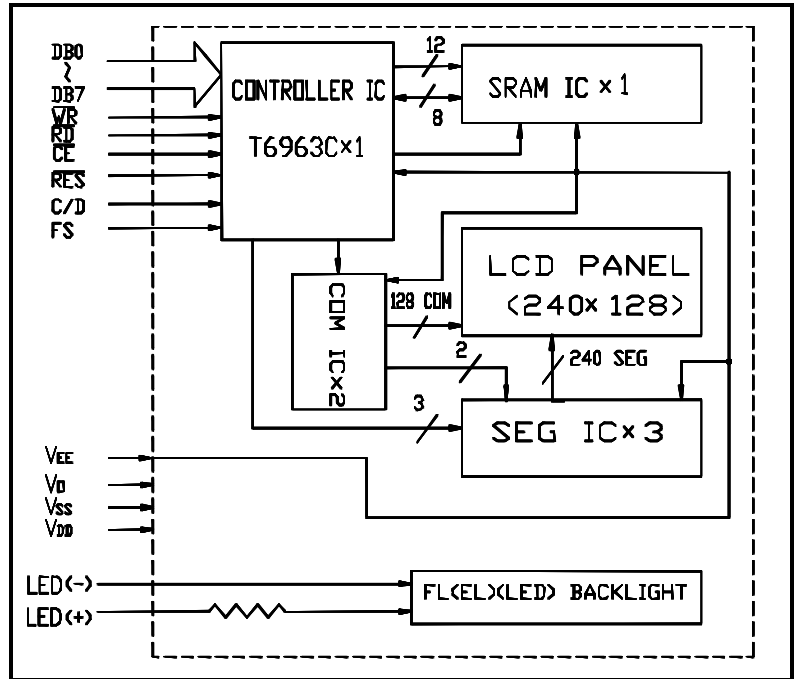 DB0
~
DB7
WR
RD
CE
RES
C/D
FS
CONTROLLER IC
T6963C×1
12
8
SRAM IC × 1
LCD PANEL
(240× 128)
COM IC×2
128 COM
2
240 SEG
3
SEG IC× 3
VEE
V0
VSS
VDD
LED(-)
LED(+)
FL(EL)(LED) BACKLIGHT